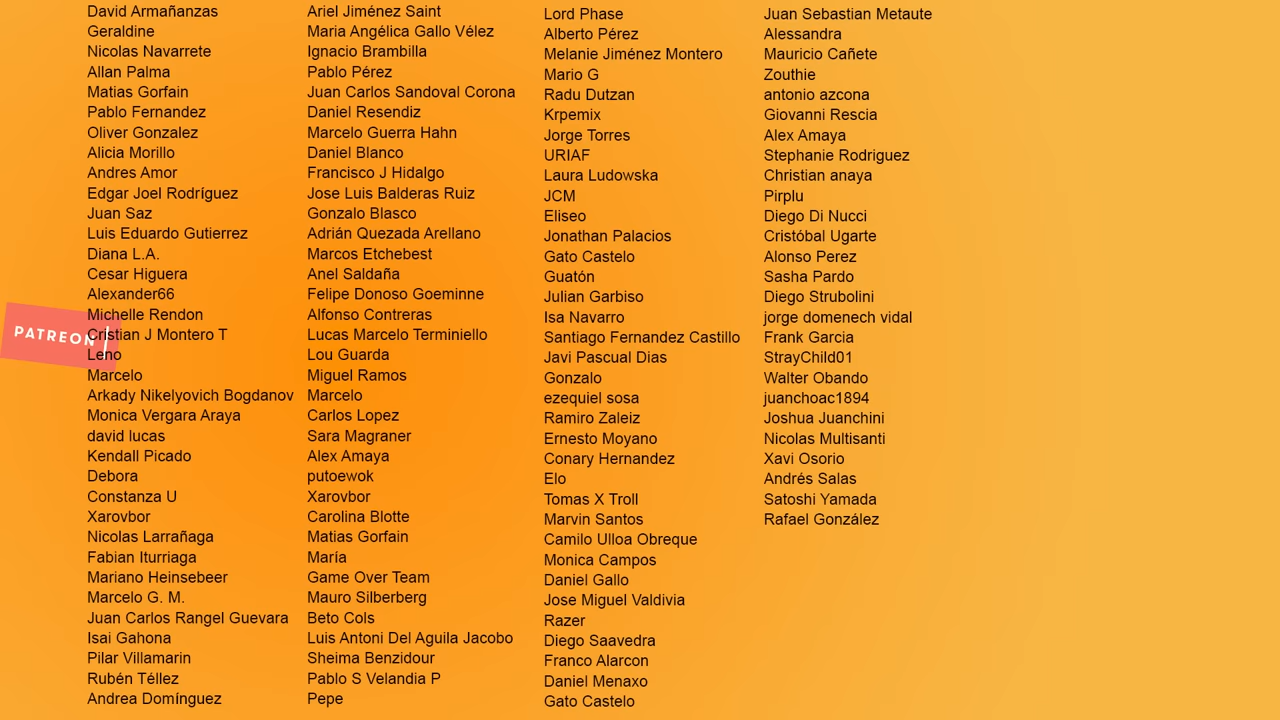 David Armañanzas
Geraldine
Nicolas Navarrete
Allan Palma
Matias Gorfain
Pablo Fernandez
Oliver Gonzalez
Alicia Morillo
Andres Amor
Edgar Joel Rodríguez
Juan Saz
Luis Eduardo Gutierrez
Diana L.A.
Cesar Higuera
Alexander66
Michelle Rendon
PATREON
Cristian J Montero T
Leno
Marcelo
Arkady Nikelyovich Bogdanov
Monica Vergara Araya
david lucas
Kendall Picado
Debora
Constanza U
Xarovbor
Nicolas Larrañaga
Fabian Iturriaga
Mariano Heinsebeer
Marcelo G. M.
Juan Carlos Rangel Guevara
Isai Gahona
Pilar Villamarin
Rubén Téllez
Andrea Domínguez
Ariel Jiménez Saint
Maria Angélica Gallo Vélez
Ignacio Brambilla
Pablo Pérez
Juan Carlos Sandoval Corona
Daniel Resendiz
Marcelo Guerra Hahn
Daniel Blanco
Francisco J Hidalgo
Jose Luis Balderas Ruiz
Gonzalo Blasco
Adrián Quezada Arellano
Marcos Etchebest
Anel Saldaña
Felipe Donoso Goeminne
Alfonso Contreras
Lucas Marcelo Terminiello
Lou Guarda
Miguel Ramos
Marcelo
Carlos Lopez
Sara Magraner
Alex Amaya
putoewok
Xarovbor
Carolina Blotte
Matias Gorfain
María
Game Over Team
Mauro Silberberg
Beto Cols
Luis Antoni Del Aguila Jacobo
Sheima Benzidour
Pablo S Velandia P
Pepe
Lord Phase
Alberto Pérez
Melanie Jiménez Montero
Mario G
Radu Dutzan
Krpemix
Jorge Torres
URIAF
Laura Ludowska
JCM
Eliseo
Jonathan Palacios
Gato Castelo
Guatón
Julian Garbiso
Isa Navarro
Santiago Fernandez Castillo
Javi Pascual Dias
Gonzalo
ezequiel sosa
Ramiro Zaleiz
Ernesto Moyano
Conary Hernandez
Elo
Tomas X Troll
Marvin Santos
Camilo Ulloa Obreque
Monica Campos
Daniel Gallo
Jose Miguel Valdivia
Razer
Diego Saavedra
Franco Alarcon
Daniel Menaxo
Gato Castelo
Juan Sebastian Metaute
Alessandra
Mauricio Cañete
Zouthie
antonio azcona
Giovanni Rescia
Alex Amaya
Stephanie Rodriguez
Christian anaya
Pirplu
Diego Di Nucci
Cristóbal Ugarte
Alonso Perez
Sasha Pardo
Diego Strubolini
jorge domenech vidal
Frank Garcia
StrayChild01
Walter Obando
juanchoac1894
Joshua Juanchini
Nicolas Multisanti
Xavi Osorio
Andrés Salas
Satoshi Yamada
Rafael González